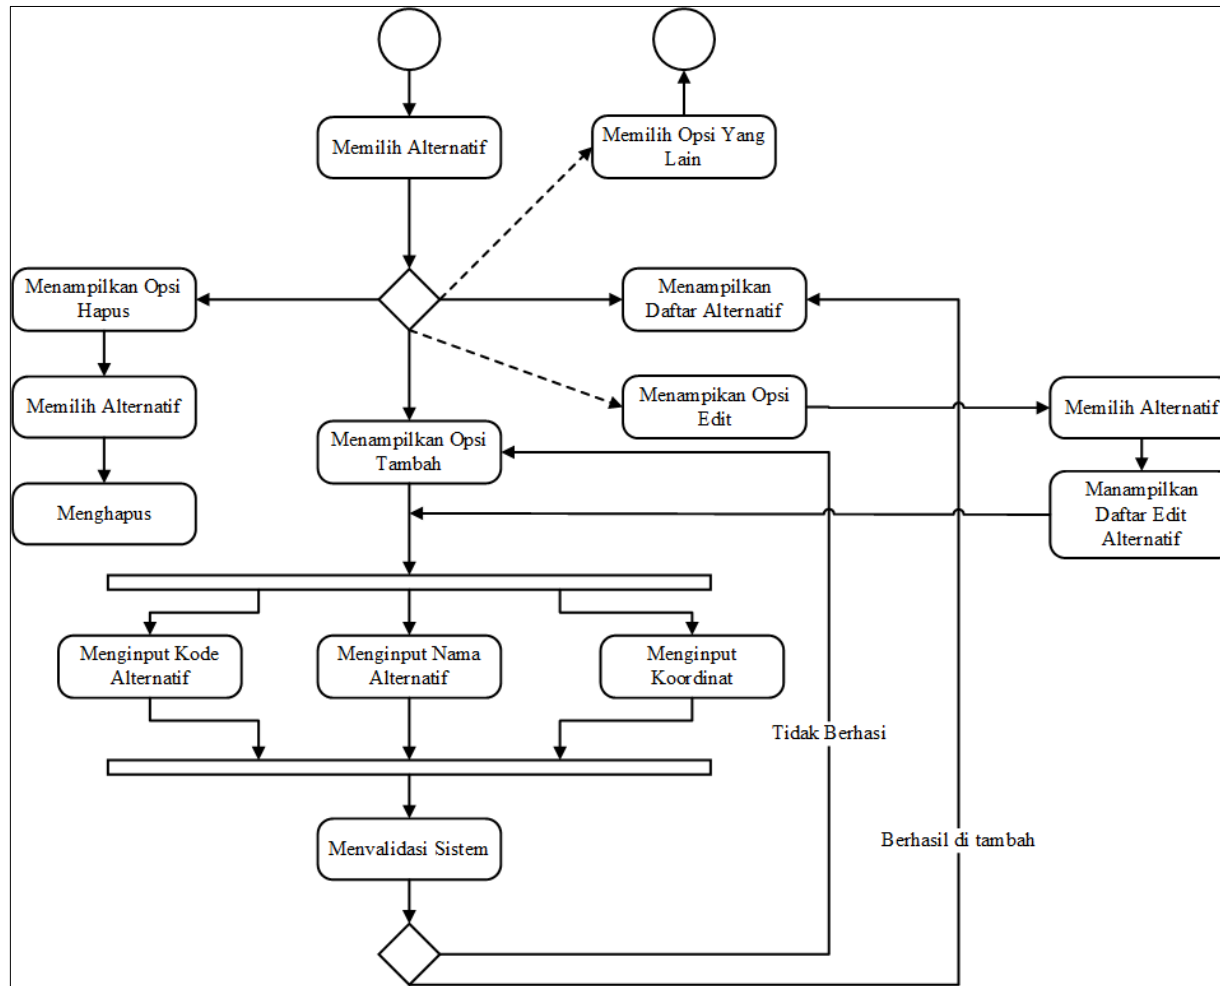 Memilih Alternatif
Memilih Opsi Yang
Lain
Menampilkan Opsi
Hapus
Menampilkan
Daftar Alternatif
Memilih Alternatif
Menampikan Opsi
Edit
Memilih Alternatif
Menampilkan Opsi
Tambah
Menghapus
Manampilkan
Daftar Edit
Alternatif
Menginput Kode
Alternatif
Menginput Nama
Alternatif
Menginput
Koordinat
Tidak Berhasi
Menvalidasi Sistem
Berhasil di tambah